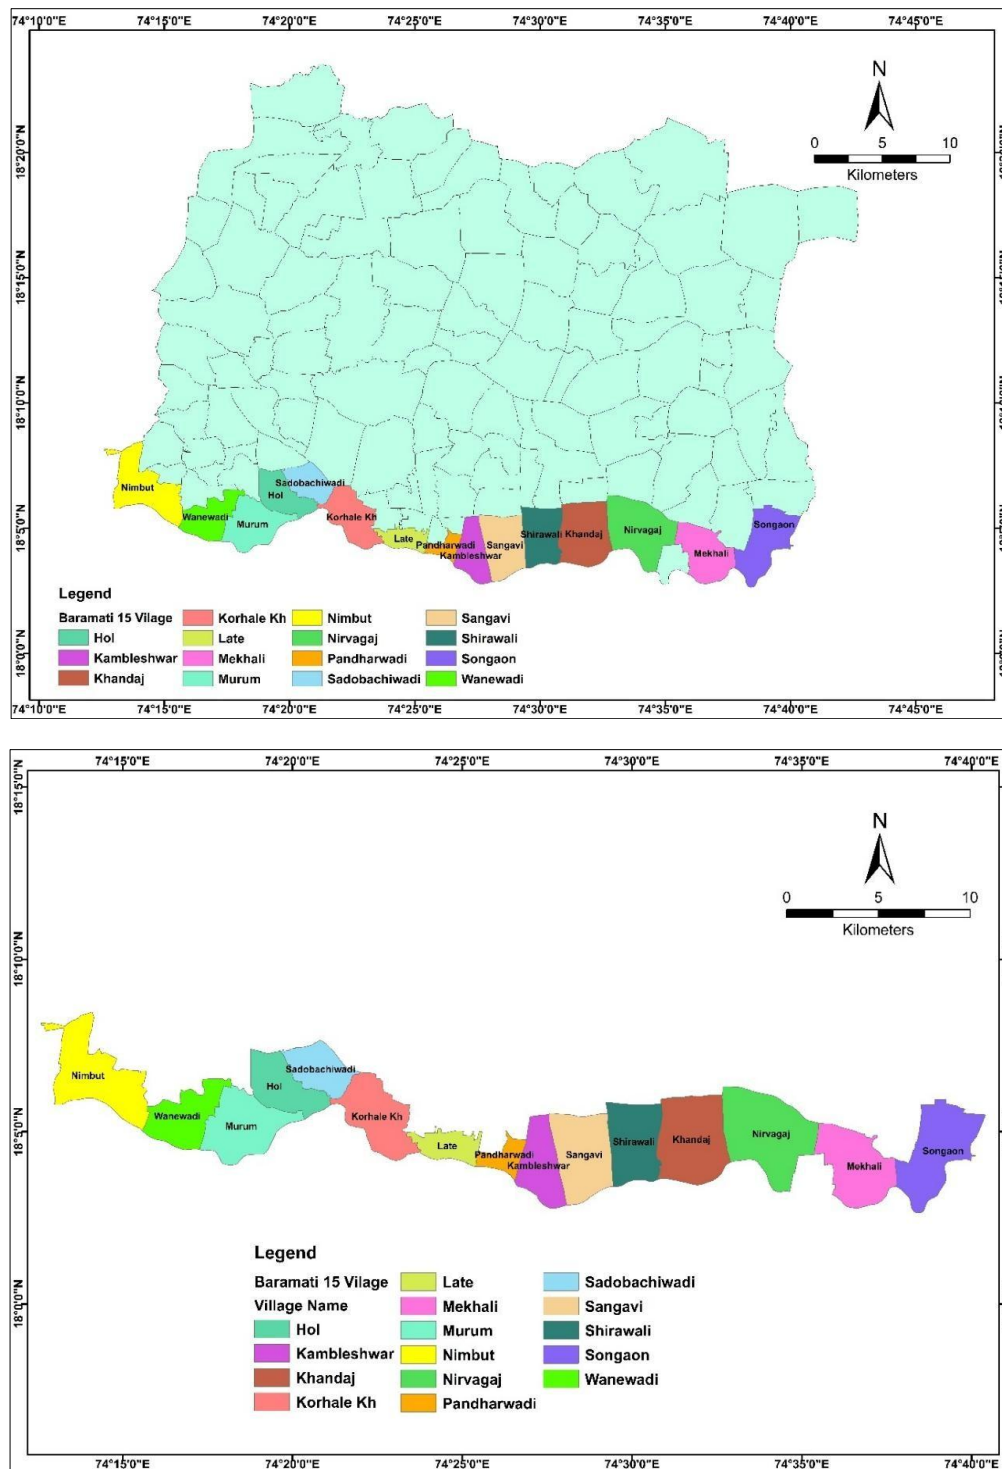 74°10'0"E 74°15'0"E 74°20'0"E 74°25'0"E 74°30'0"E 74°35'0"E 74°40'0"E 74°45'0"E
N
0 5 10
Kilometers
18°20'0"N
18°15'0"N
18°10'0"N
18°5'0"N
18°0'0"N
Nimbut
Wanewadi
Murum
Hol
Sadobachiwadi
Korhale Kh
Late
Pandharwadi
Kambleshwar
Sangavi
Shirawali
Khandaj
Nirvagaj
Mekhali
Songaon
Legend
Baramati 15 Vilage
Hol
Kambleshwar
Khandaj
Korhale Kh
Late
Mekhali
Murum
Nimbut
Nirvagaj
Pandharwadi
Sadobachiwadi
Sangavi
Shirawali
Songaon
Wanewadi
74°10'0"E 74°15'0"E 74°20'0"E 74°25'0"E 74°30'0"E 74°35'0"E 74°40'0"E 74°45'0"E
74°15'0"E 74°20'0"E 74°25'0"E 74°30'0"E 74°35'0"E 74°40'0"E
18°15'0"N
N
0 5 10
Kilometers
18°10'0"N
18°5'0"N
18°0'0"N
Nimbut
Wanewadi
Murum
Hol
Sadobachiwadi
Korhale Kh
Late
Pandharwadi
Kambleshwar
Sangavi
Shirawali
Khandaj
Nirvagaj
Mekhali
Songaon
Legend
Baramati 15 Vilage
Village Name
Hol
Kambleshwar
Khandaj
Korhale Kh
Late
Mekhali
Murum
Nimbut
Nirvagaj
Pandharwadi
Sadobachiwadi
Sangavi
Shirawali
Songaon
Wanewadi
74°15'0"E 74°20'0"E 74°25'0"E 74°30'0"E 74°35'0"E 74°40'0"E